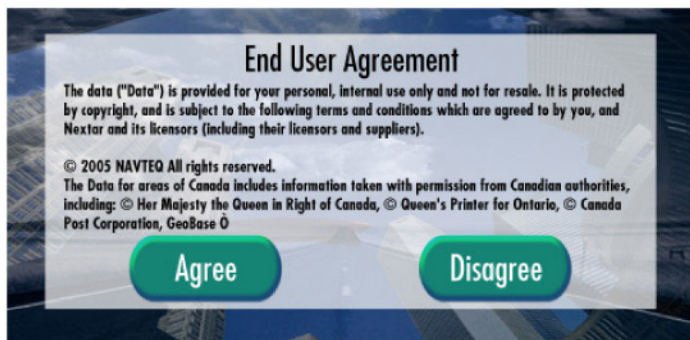 End User Agreement
The data ("Data") is provided for your personal, internal use only and not for resale. It is protected
by copyright, and is subject to the following terms and conditions which are agreed to by you, and
Nextar and its licensors (including their licensors and suppliers).
© 2005 NAVTEQ All rights reserved.
The Data for areas of Canada includes information taken with permission from Canadian authorities,
including: © Her Majesty the Queen in Right of Canada, © Queen's Printer for Ontario, © Canada
Post Corporation, GeoBase Ò
Agree
Disagree